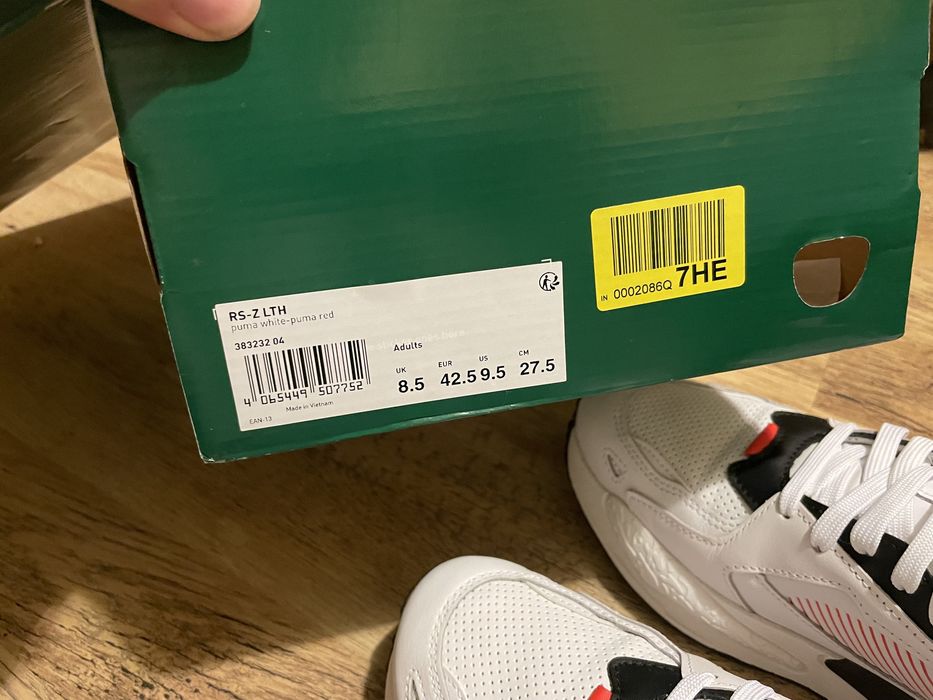 RS-Z LTH
puma white-puma red
383232 04
4 065449 507752
Made in Vietnam
EAN-13
Adults
UK EUR US CM
8.5 42.5 9.5 27.5
IN 0002086Q 7HE